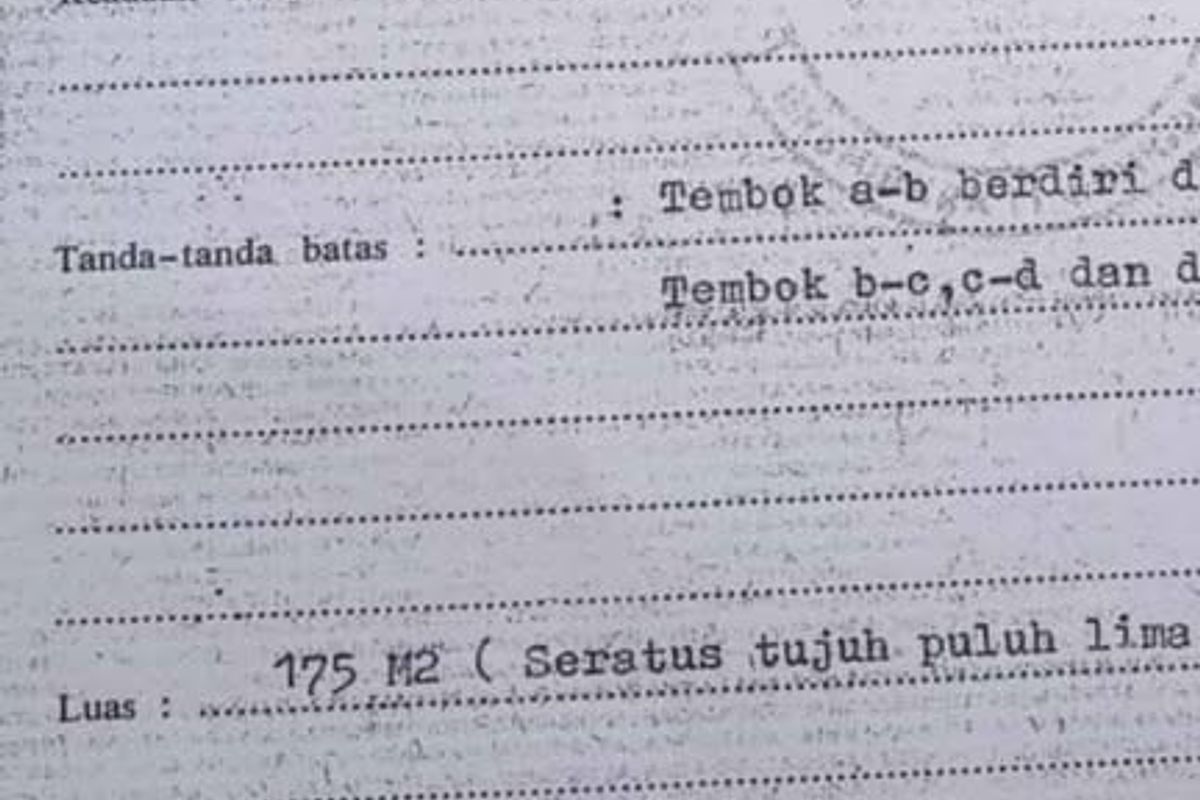 : Tembok a-b berdiri
Tanda-tanda batas :
Tembok b-c,c-d dan
Luas : 175 M2 ( Seratus tujuh puluh lima